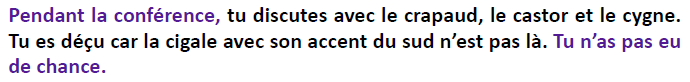 Pendant la conférence, tu discutes avec le crapaud, le castor et le cygne.
Tu es déçu car la cigale avec son accent du sud n’est pas là. Tu n’as pas eu
de chance.